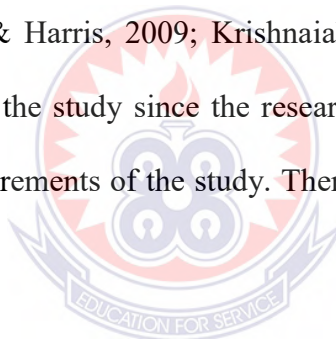 & Harris, 2009; Krishnaia
the study since the resear
rements of the study. Ther
EDUCATION FOR SERVICE